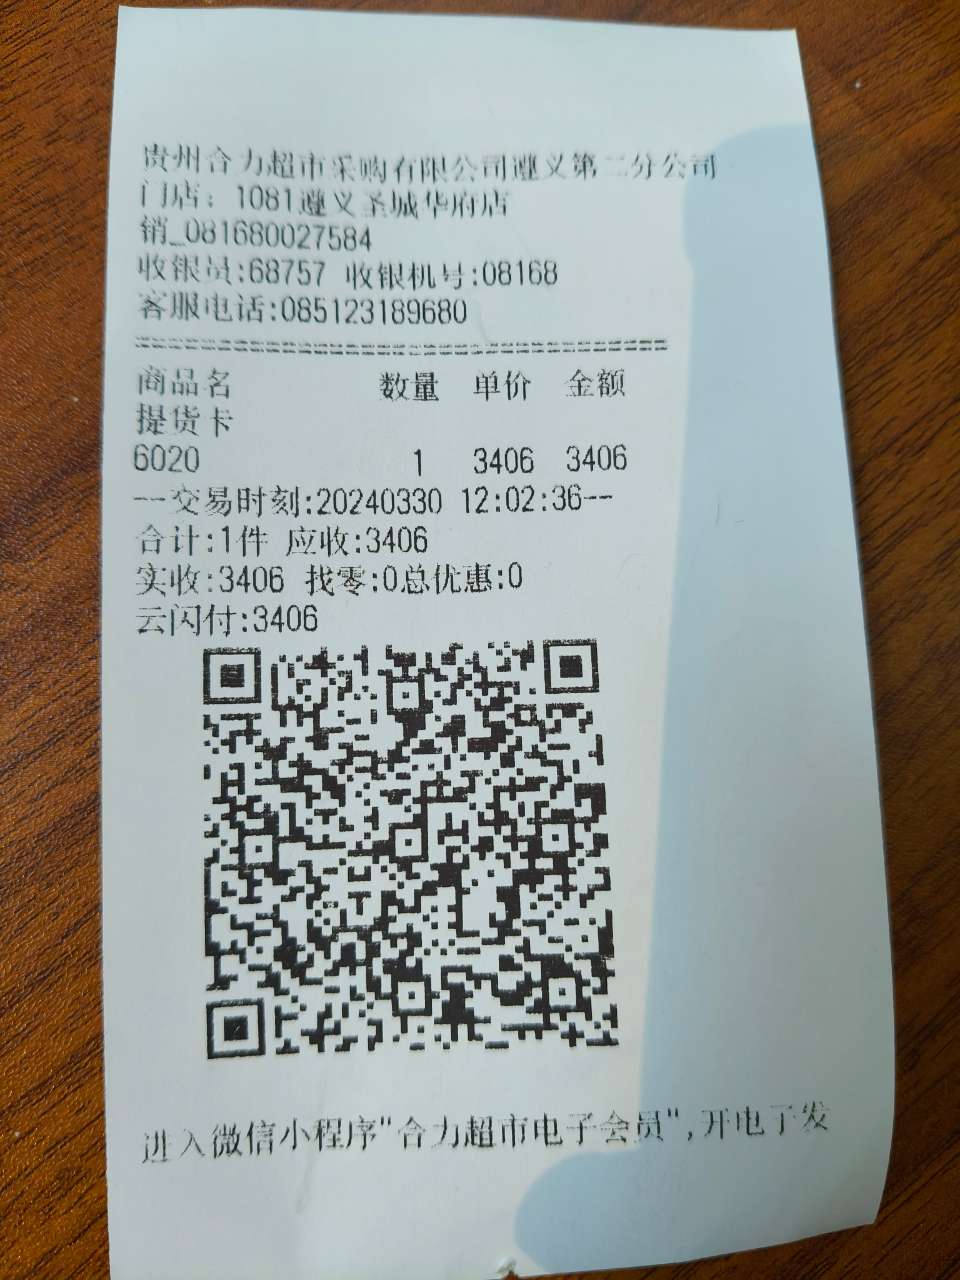 贵州合力超市采购有限公司遵义第二分公司
门店：1081遵义圣城华府店
销_081680027584
收银员:68757 收银机号:08168
客服电话:085123189680
商品名 数量 单价 金额
提货卡
6020 1 3406 3406
--交易时刻:20240330 12:02:36--
合计:1件 应收:3406
实收:3406 找零:0总优惠:0
云闪付:3406
进入微信小程序"合力超市电子会员",开电子发